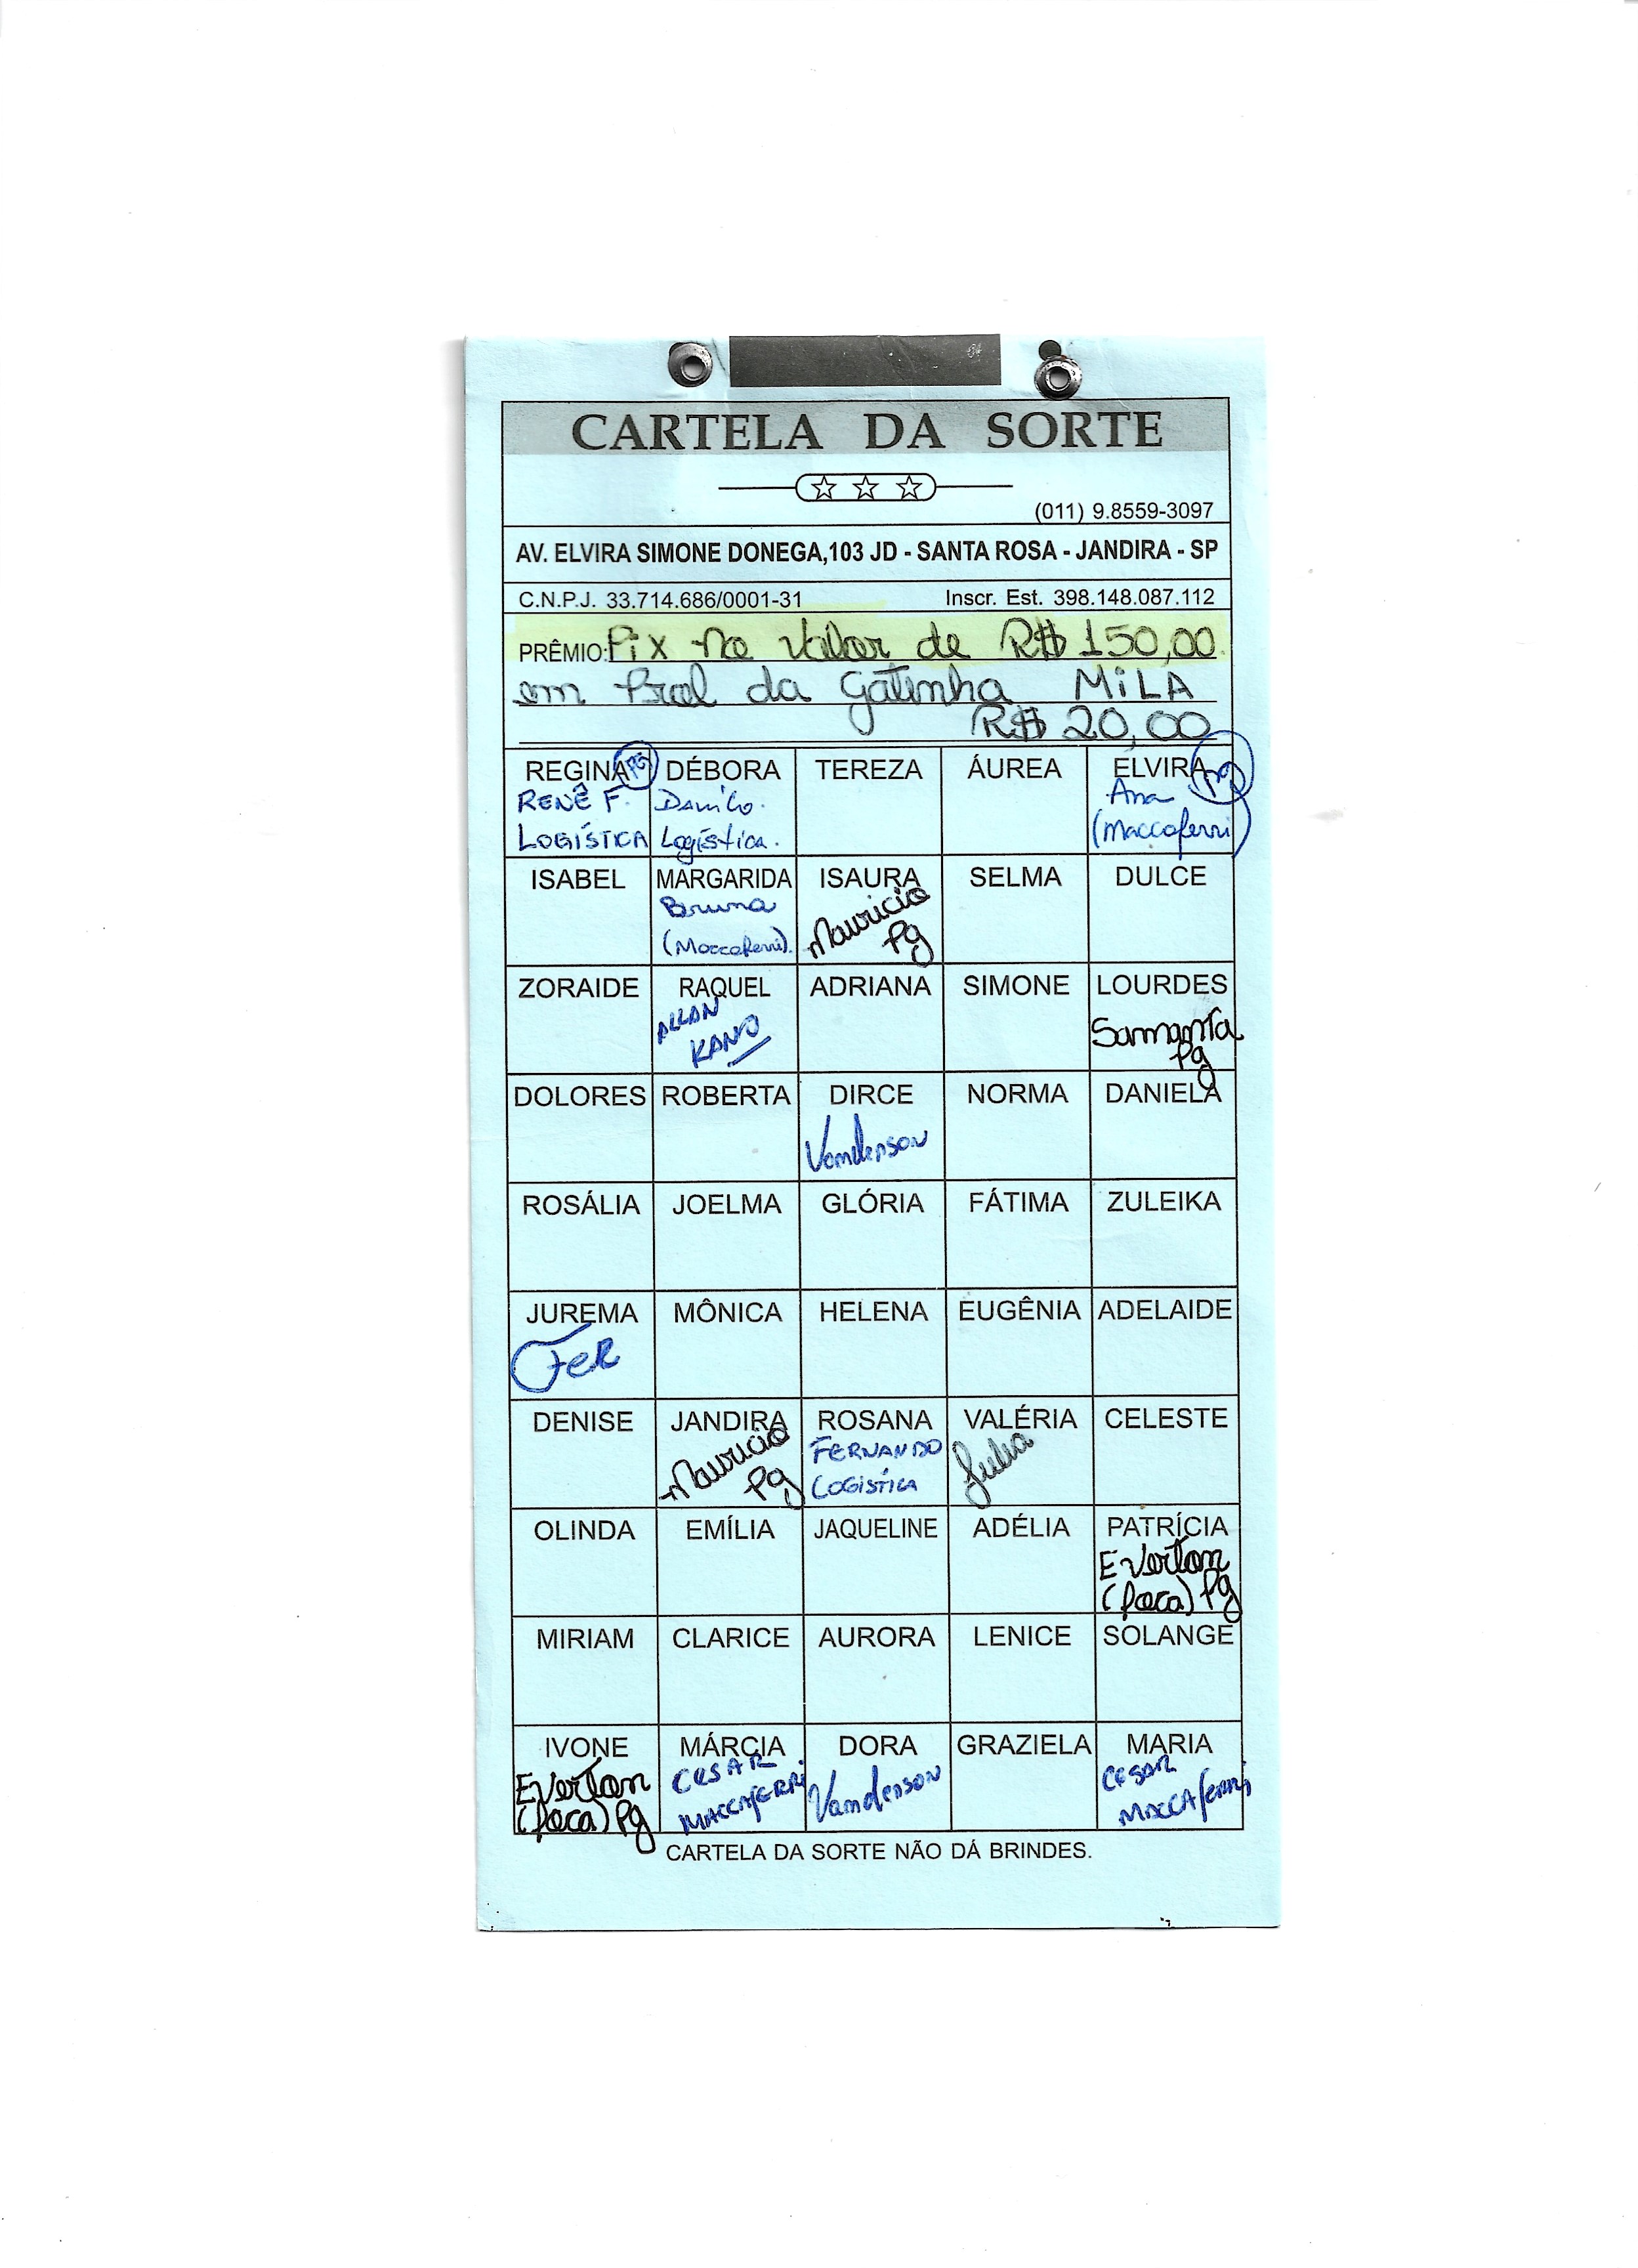 CARTELA DA SORTE
(011) 9.8559-3097
AV. ELVIRA SIMONE DONEGA,103 JD - SANTA ROSA - JANDIRA - SP
C.N.P.J. 33.714.686/0001-31 Inscr. Est. 398.148.087.112
PRÊMIO: Pix no Valor de R$ 150,00
em Pral da gatinha MiLA
R$ 20,00
REGINA PG DÉBORA TEREZA ÁUREA ELVIRA PG
RENÊ F. Danilo. Ana
LOGÍSTICA Logística. (Maccaferri)
ISABEL MARGARIDA ISAURA SELMA DULCE
Bruna Mauricio
(Maccaferri). Pg
ZORAIDE RAQUEL ADRIANA SIMONE LOURDES
ALLAN Samanta
KANO Pg
DOLORES ROBERTA DIRCE NORMA DANIELA
Vamderson
ROSÁLIA JOELMA GLÓRIA FÁTIMA ZULEIKA
JUREMA MÔNICA HELENA EUGÊNIA ADELAIDE
Fer
DENISE JANDIRA ROSANA VALÉRIA CELESTE
Mauricio FERNANDO Julia
Pg LOGISTÍCA
OLINDA EMÍLIA JAQUELINE ADÉLIA PATRÍCIA
Everton
(Poca) Pg
MIRIAM CLARICE AURORA LENICE SOLANGE
IVONE MÁRCIA DORA GRAZIELA MARIA
Everton CESAR Vamderson CESAR
(Poca) Pg MACCAFERRI MACCAferri
CARTELA DA SORTE NÃO DÁ BRINDES.